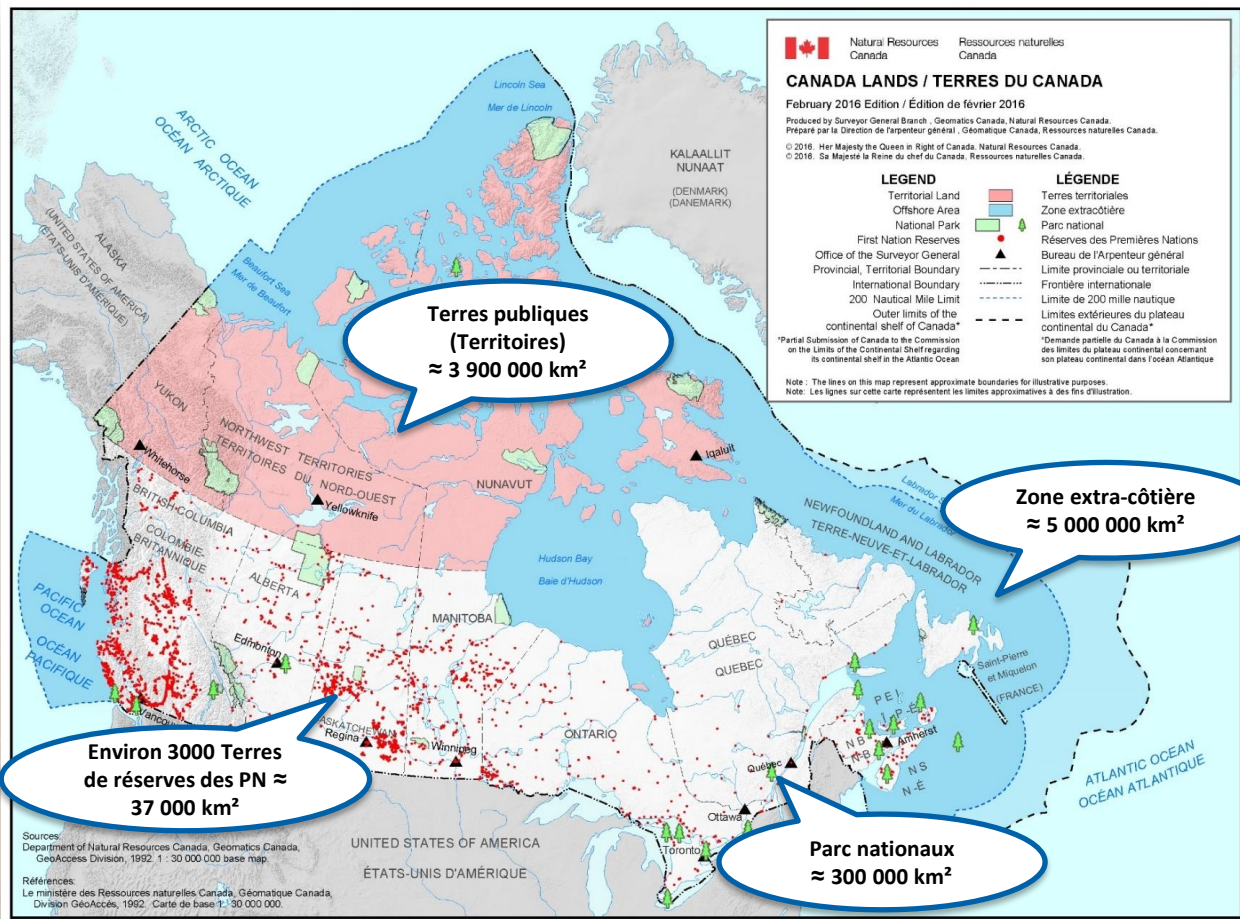 Natural Resources
Canada
Ressources naturelles
Canada
CANADA LANDS / TERRES DU CANADA
February 2016 Edition / Édition de février 2016
Produced by Surveyor General Branch , Geomatics Canada, Natural Resources Canada.
Préparé par la Direction de l'arpenteur général , Géomatique Canada, Ressources naturelles Canada.
© 2016. Her Majesty the Queen in Right of Canada. Natural Resources Canada.
© 2016. Sa Majesté la Reine du chef du Canada, Ressources naturelles Canada.
LEGEND LÉGENDE
Territorial Land Terres territoriales
Offshore Area Zone extracôtière
National Park Parc national
First Nation Reserves Réserves des Premières Nations
Office of the Surveyor General Bureau de l'Arpenteur général
Provincial, Territorial Boundary Limite provinciale ou territoriale
International Boundary Frontière internationale
200 Nautical Mile Limit Limite de 200 mille nautique
Outer limits of the Limites extérieures du plateau
continental shelf of Canada* continental du Canada*
*Partial Submission of Canada to the Commission
on the Limits of the Continental Shelf regarding
its continental shelf in the Atlantic Ocean
*Demande partielle du Canada à la Commission
des limites du plateau continental concernant
son plateau continental dans l'océan Atlantique
Note : The lines on this map represent approximate boundaries for illustrative purposes.
Note: Les lignes sur cette carte représentent les limites approximatives à des fins d'illustration.
Lincoln Sea
Mer de Lincoln
ARCTIC OCEAN
OCÉAN ARCTIQUE
KALAALLIT
NUNAAT
(DENMARK)
(DANEMARK)
ALASKA
(UNITED STATES OF AMERICA)
(ÉTATS-UNIS D'AMÉRIQUE)
Beaufort Sea
Mer de Beaufort
Terres publiques
(Territoires)
≈ 3 900 000 km²
YUKON
NORTHWEST TERRITORIES
TERRITOIRES DU NORD-OUEST
NUNAVUT
Whitehorse
Yellowknife
Iqaluit
Labrador
Mer du Labrador
Zone extra-côtière
≈ 5 000 000 km²
NEWFOUNDLAND AND LABRADOR
TERRE-NEUVE-ET-LABRADOR
BRITISH COLUMBIA
COLOMBIE-
BRITANNIQUE
Hudson Bay
Baie d'Hudson
ALBERTA
MANITOBA
PACIFIC
OCEAN
OCÉAN
PACIFIQUE
Edmonton
QUÉBEC
QUEBEC
Saint-Pierre
et Miquelon
(FRANCE)
P E I
Î-P-É
N B
N-B
Amherst
N S
N-É
ONTARIO
Regina
Winnipeg
Québec
Ottawa
Toronto
ATLANTIC OCEAN
OCÉAN ATLANTIQUE
Environ 3000 Terres
de réserves des PN ≈
37 000 km²
Parc nationaux
≈ 300 000 km²
UNITED STATES OF AMERICA
ÉTATS-UNIS D'AMÉRIQUE
Sources:
Department of Natural Resources Canada, Geomatics Canada,
GeoAccess Division, 1992. 1 : 30 000 000 base map.
Références:
Le ministère des Ressources naturelles Canada, Géomatique Canada,
Division GéoAccès, 1992. Carte de base 1: 30 000 000.